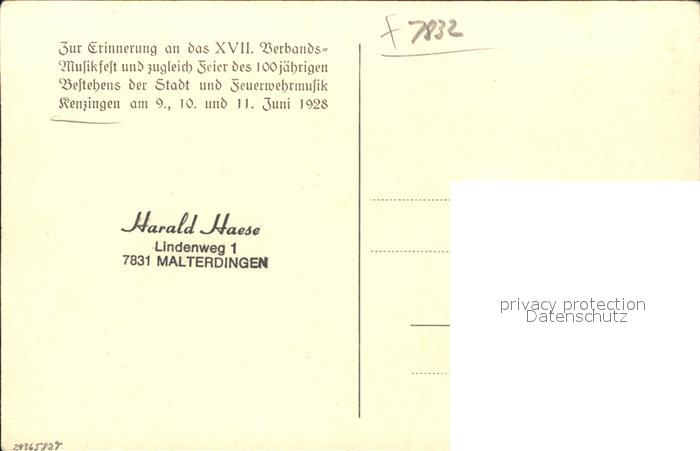 f 7832
Zur Erinnerung an das XVII. Verbands=
Musikfest und zugleich Feier des 100jährigen
Bestehens der Stadt und Feuerwehrmusik
Kenzingen am 9., 10. und 11. Juni 1928
Harald Haese
Lindenweg 1
7831 MALTERDINGEN
privacy protection
Datenschutz